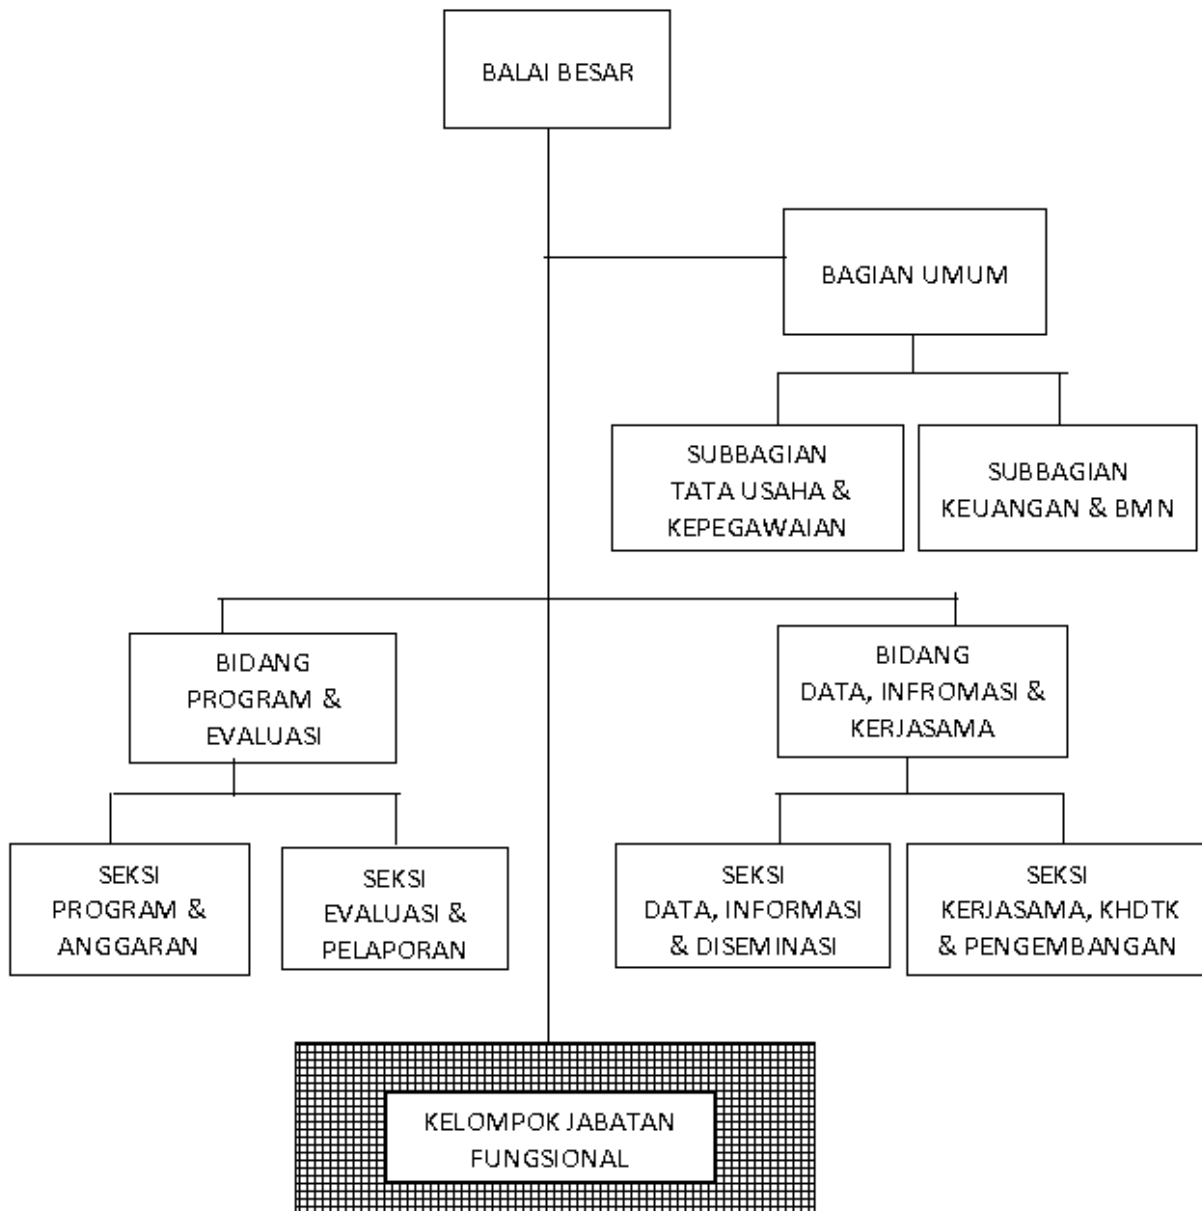 BALAI BESAR
BAGIAN UMUM
SUBBAGIAN
TATA USAHA &
KEPEGAWAIAN
SUBBAGIAN
KEUANGAN & BMN
BIDANG
PROGRAM &
EVALUASI
BIDANG
DATA, INFROMASI &
KERJASAMA
SEKSI
PROGRAM &
ANGGARAN
SEKSI
EVALUASI &
PELAPORAN
SEKSI
DATA, INFORMASI
& DISEMINASI
SEKSI
KERJASAMA, KHDTK
& PENGEMBANGAN
KELOMPOK JABATAN
FUNGSIONAL